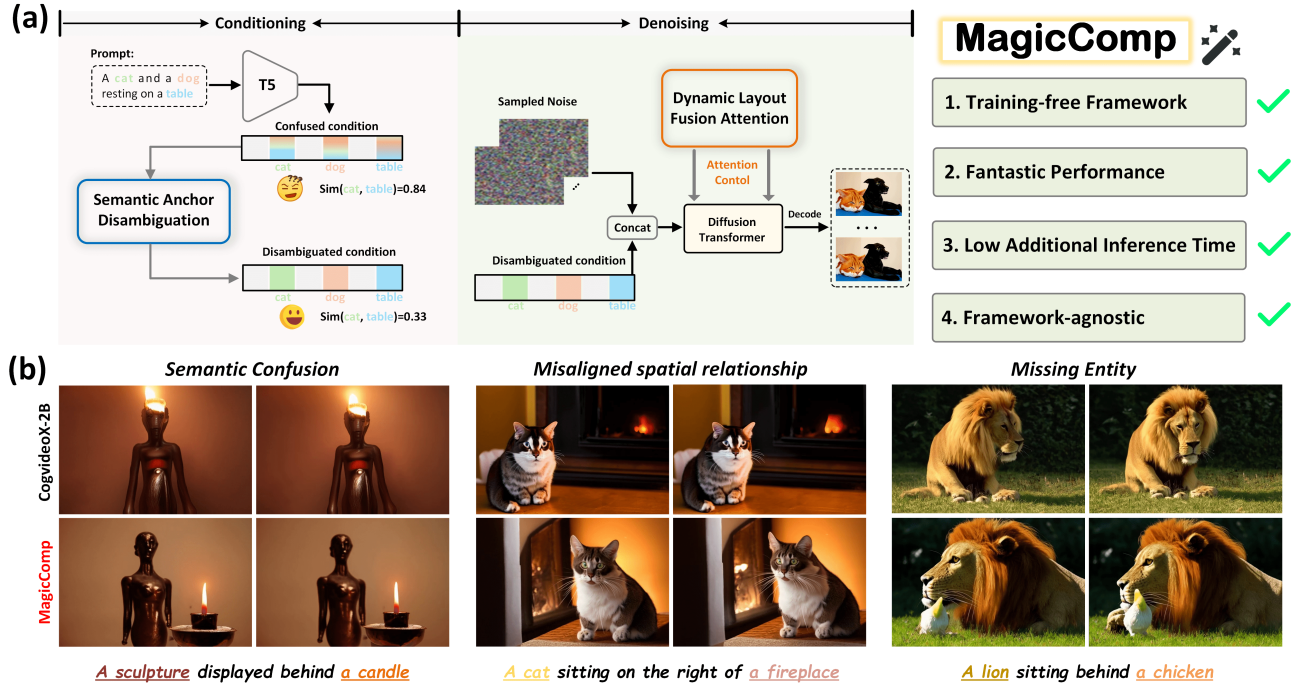 (a)
Conditioning
Denoising
Prompt:
A cat and a dog
resting on a table
T5
Confused condition
cat dog table
Sim(cat, table)=0.84
Semantic Anchor
Disambiguation
Disambiguated condition
cat dog table
Sim(cat, table)=0.33
Sampled Noise
...
Dynamic Layout
Fusion Attention
Attention
Contol
Concat
Diffusion
Transformer
Decode
...
Disambiguated condition
cat dog table
MagicComp
1. Training-free Framework
2. Fantastic Performance
3. Low Additional Inference Time
4. Framework-agnostic
(b)
Semantic Confusion
Misaligned spatial relationship
Missing Entity
CogvideoX-2B
MagicComp
A sculpture displayed behind a candle
A cat sitting on the right of a fireplace
A lion sitting behind a chicken